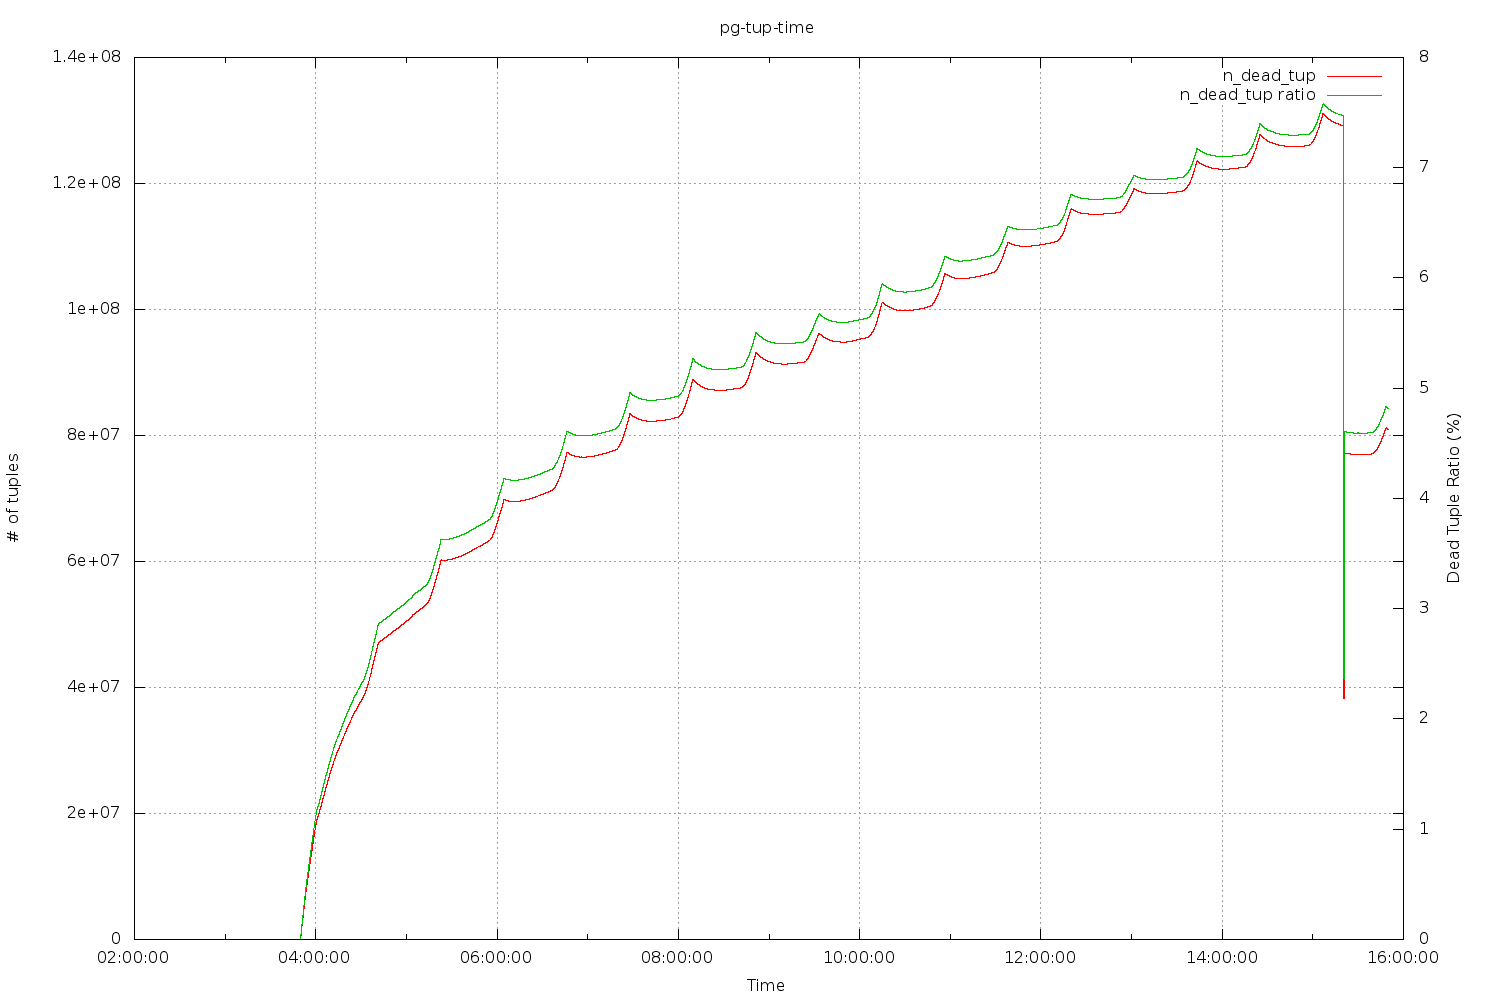 pg-tup-time
n_dead_tup
n_dead_tup ratio
# of tuples
1.4e+08
1.2e+08
1e+08
8e+07
6e+07
4e+07
2e+07
0
8
7
6
5
4
3
2
1
0
Dead Tuple Ratio (%)
02:00:00 04:00:00 06:00:00 08:00:00 10:00:00 12:00:00 14:00:00 16:00:00
Time